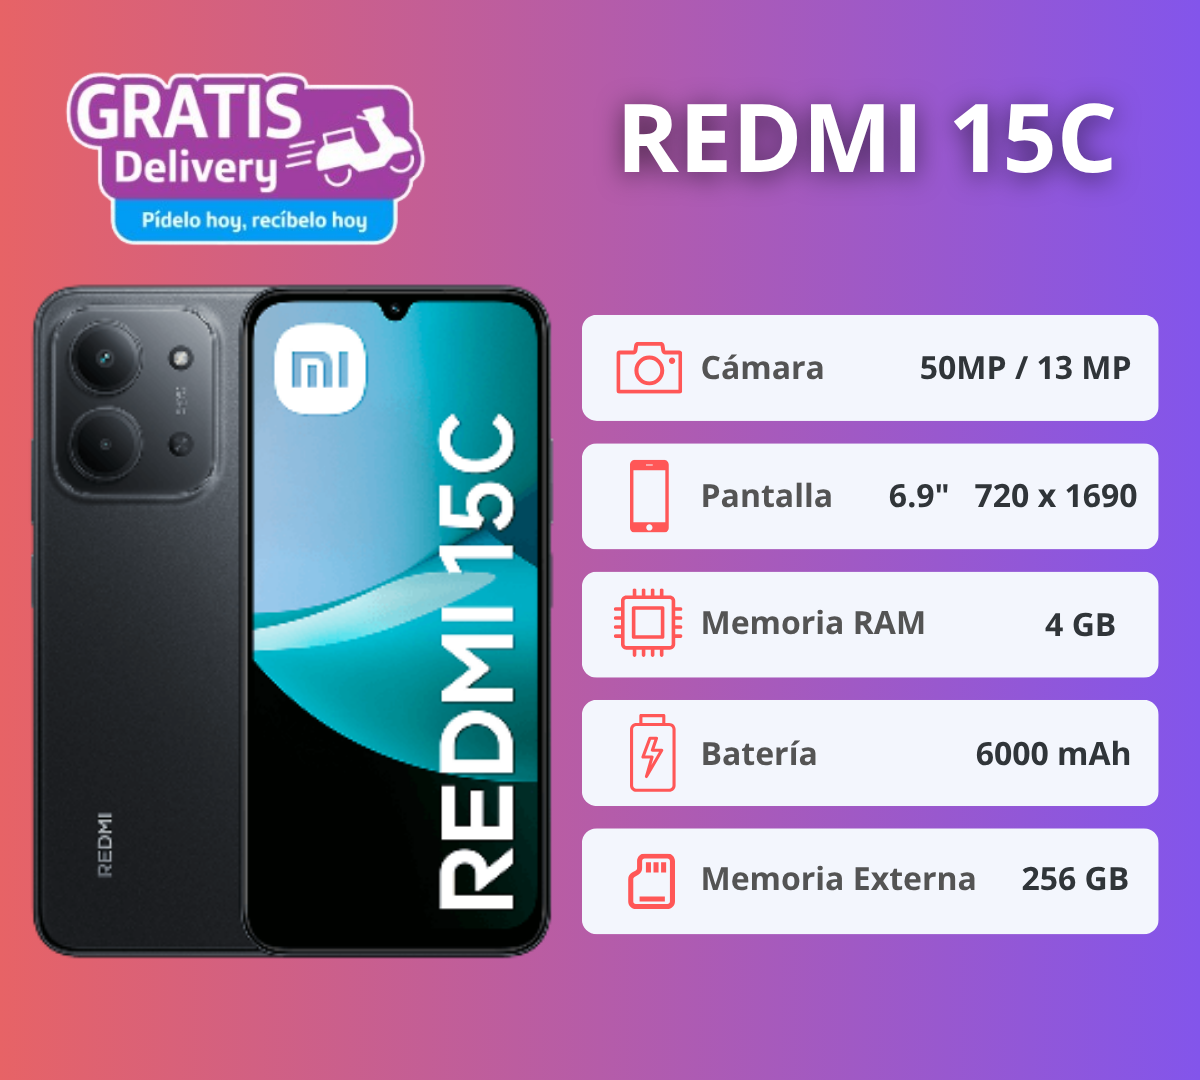 GRATIS
Delivery
Pídelo hoy, recíbelo hoy
REDMI 15C
REDMI
REDMI 15C
Cámara 50MP / 13 MP
Pantalla 6.9" 720 x 1690
Memoria RAM 4 GB
Batería 6000 mAh
Memoria Externa 256 GB